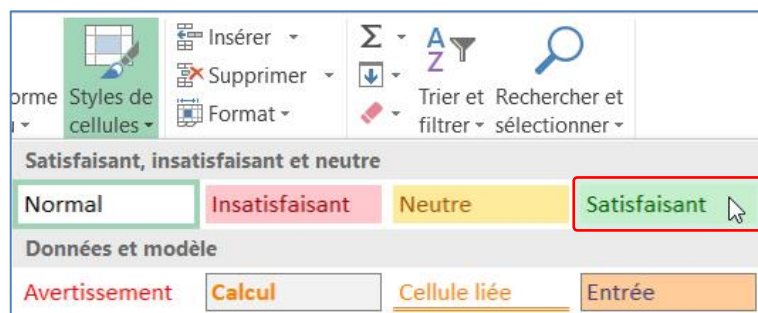 Insérer
Supprimer
Format
Styles de
cellules
orme
Trier et
filtrer
Rechercher et
sélectionner
A
Z
Σ
Satisfaisant, insatisfaisant et neutre
Normal Insatisfaisant Neutre Satisfaisant
Données et modèle
Avertissement Calcul Cellule liée Entrée